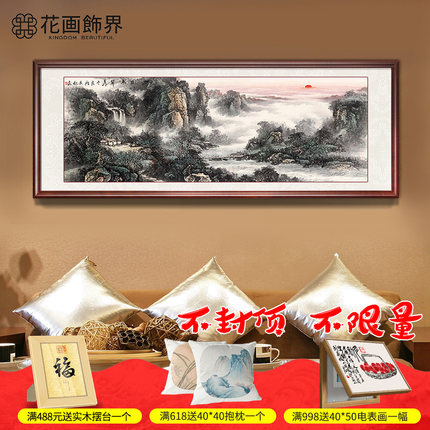 花画飾界
KINGDOM BEAUTIFUL
不封顶 不限量
福
满488元送实木摆台一个
满618送40*40抱枕一个
满998送40*50电表画一幅